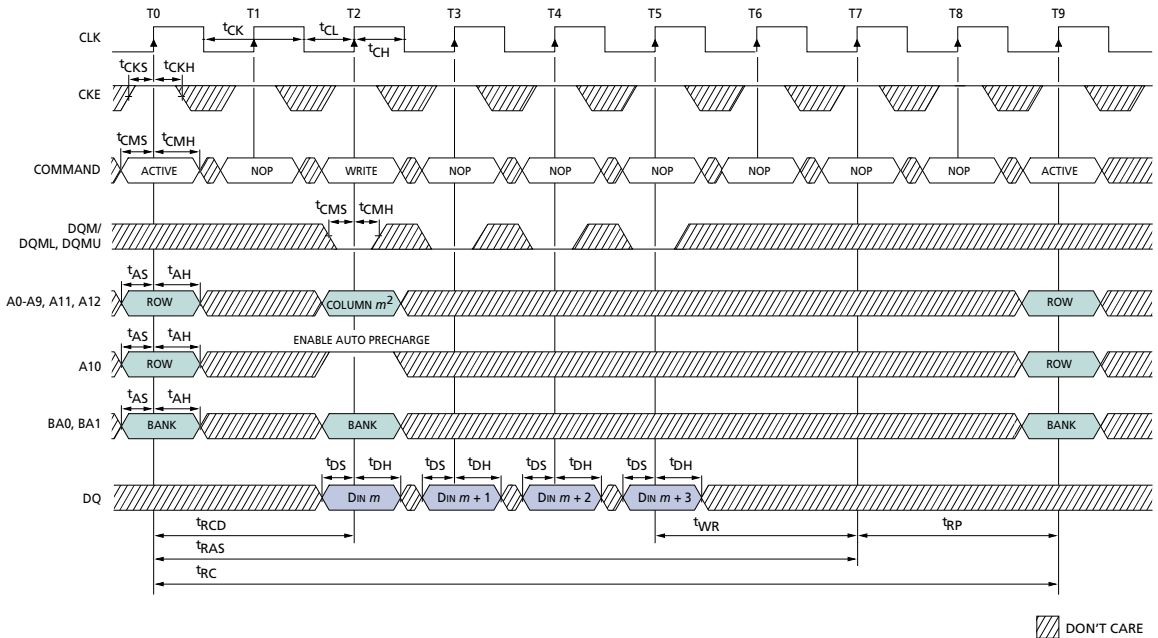 T0 T1 T2 T3 T4 T5 T6 T7 T8 T9
CLK
tCK tCL
tCH
tCKS tCKH
CKE
tCMS tCMH
COMMAND
ACTIVE NOP WRITE NOP NOP NOP NOP NOP NOP ACTIVE
tCMS tCMH
DQM/
DQML, DQMU
tAS tAH
A0-A9, A11, A12
ROW COLUMN m2 ROW
ENABLE AUTO PRECHARGE
tAS tAH
A10
ROW ROW
tAS tAH
BA0, BA1
BANK BANK BANK
tDS tDH tDS tDH tDS tDH tDS tDH
DQ
DIN m DIN m + 1 DIN m + 2 DIN m + 3
tRCD tWR tRP
tRAS
tRC
DON'T CARE